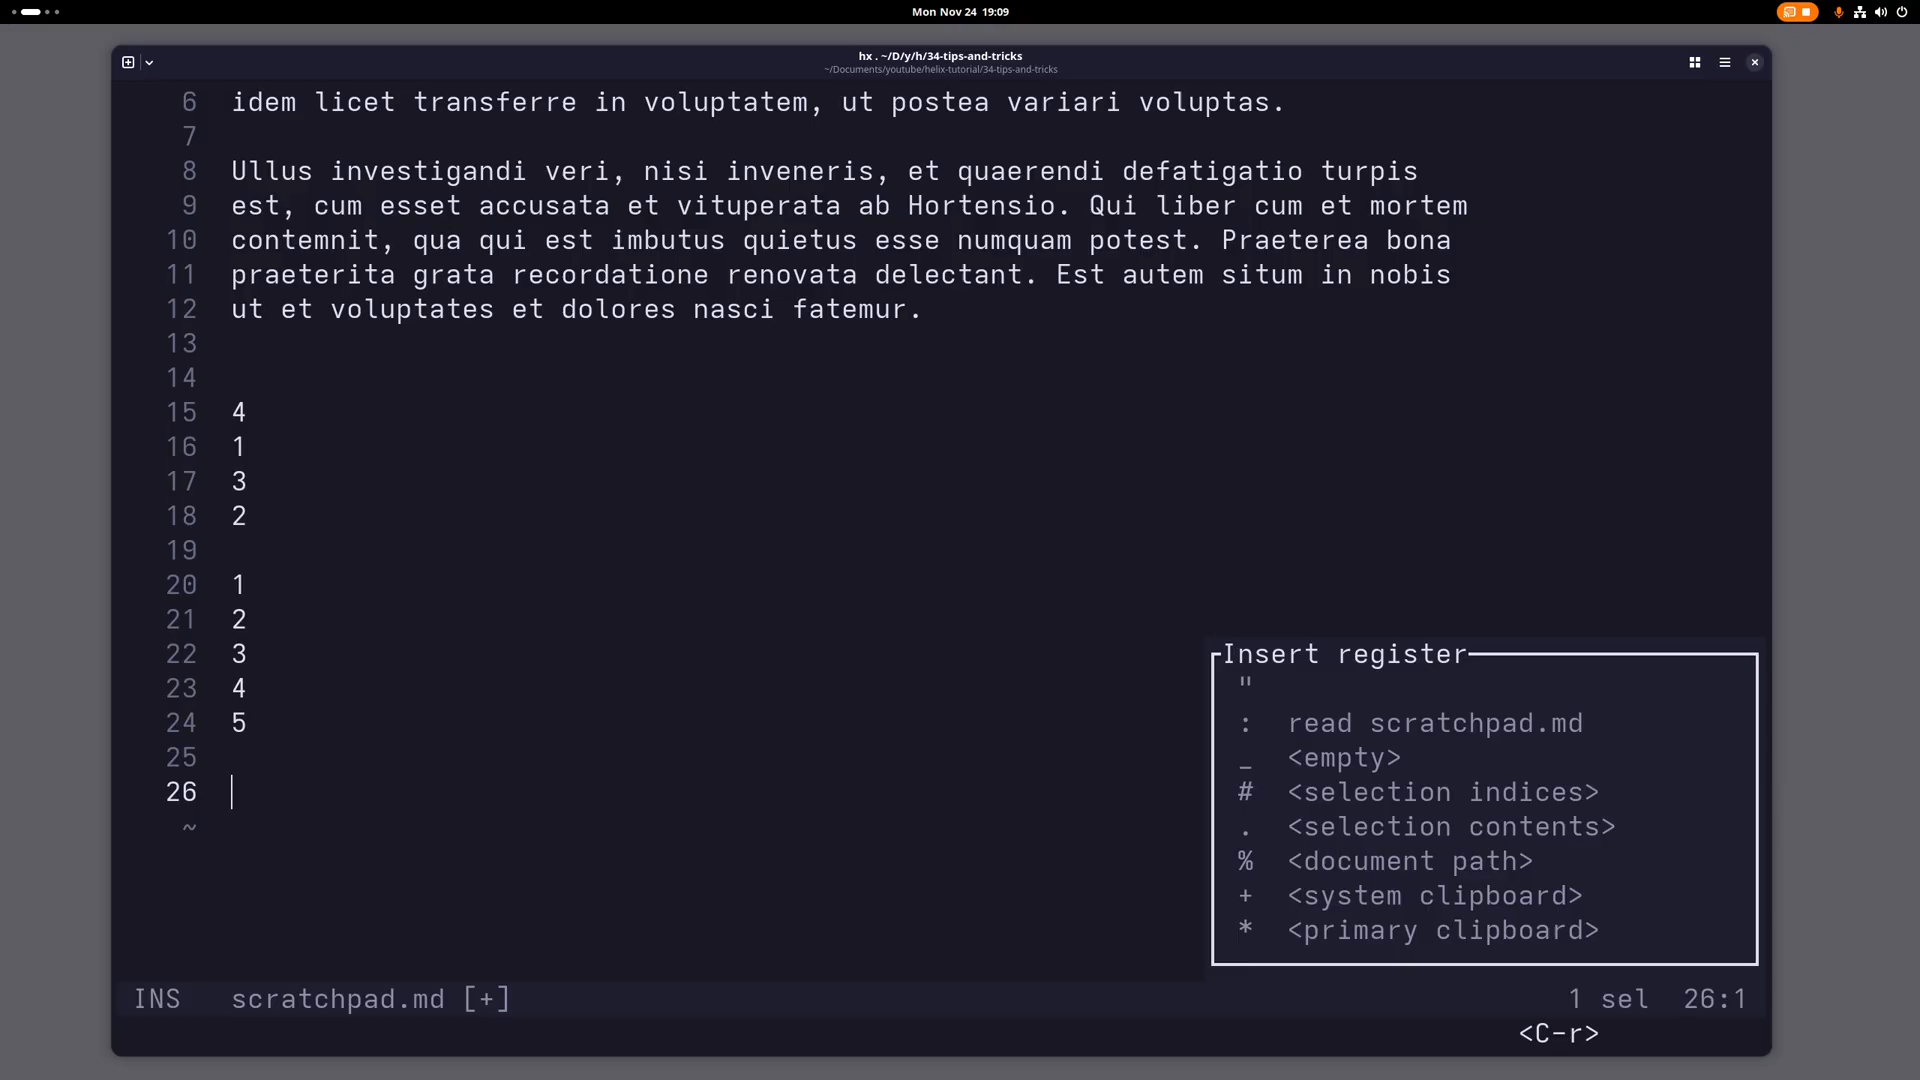 Mon Nov 24 19:09
hx . ~/D/y/h/34-tips-and-tricks
~/Documents/youtube/helix-tutorial/34-tips-and-tricks
6 idem licet transferre in voluptatem, ut postea variari voluptas.
7
8 Ullus investigandi veri, nisi inveneris, et quaerendi defatigatio turpis
9 est, cum esset accusata et vituperata ab Hortensio. Qui liber cum et mortem
10 contemnit, qua qui est imbutus quietus esse numquam potest. Praeterea bona
11 praeterita grata recordatione renovata delectant. Est autem situm in nobis
12 ut et voluptates et dolores nasci fatemur.
13
14
15 4
16 1
17 3
18 2
19
20 1
21 2
22 3
23 4
24 5
25
26
~
Insert register
"
: read scratchpad.md
_ <empty>
# <selection indices>
. <selection contents>
% <document path>
+ <system clipboard>
* <primary clipboard>
INS scratchpad.md [+] 1 sel 26:1
<C-r>